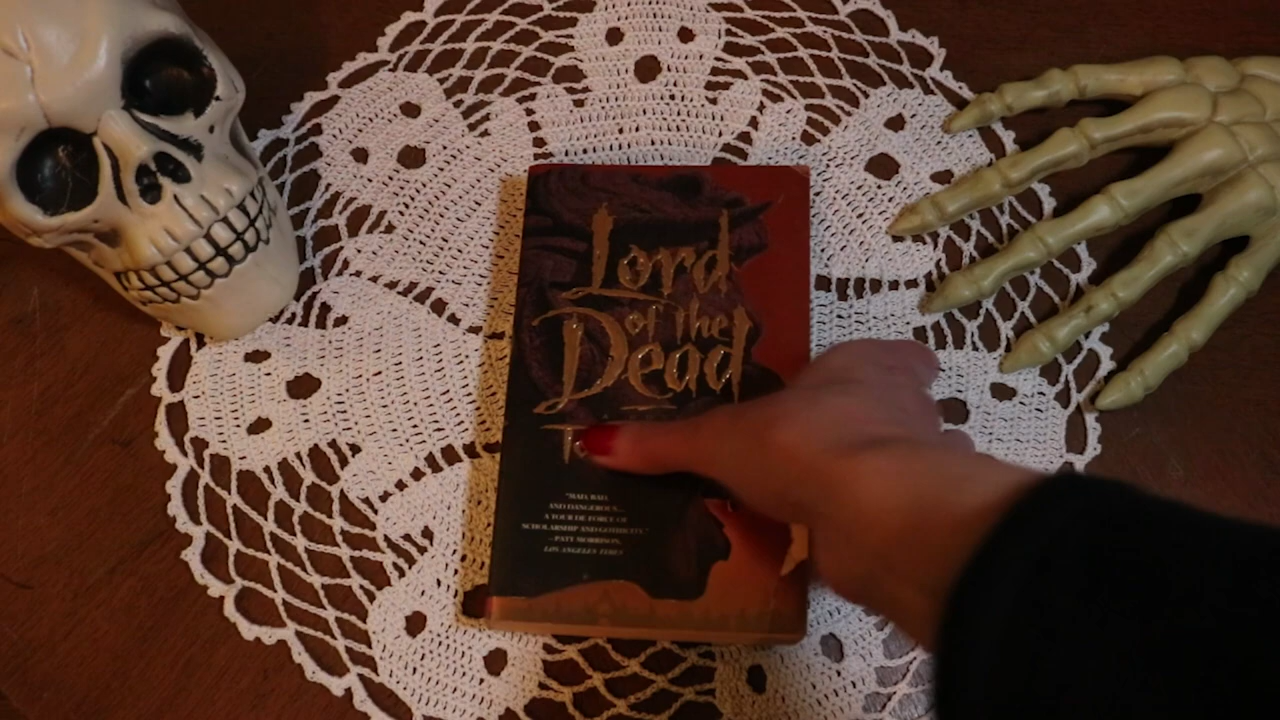 Lord
of the
Dead
"MAD, BAD,
AND DANGEROUS...
A TOUR DE FORCE OF
SCHOLARSHIP AND GOTHICITY."
–PATT MORRISON,
LOS ANGELES TIMES